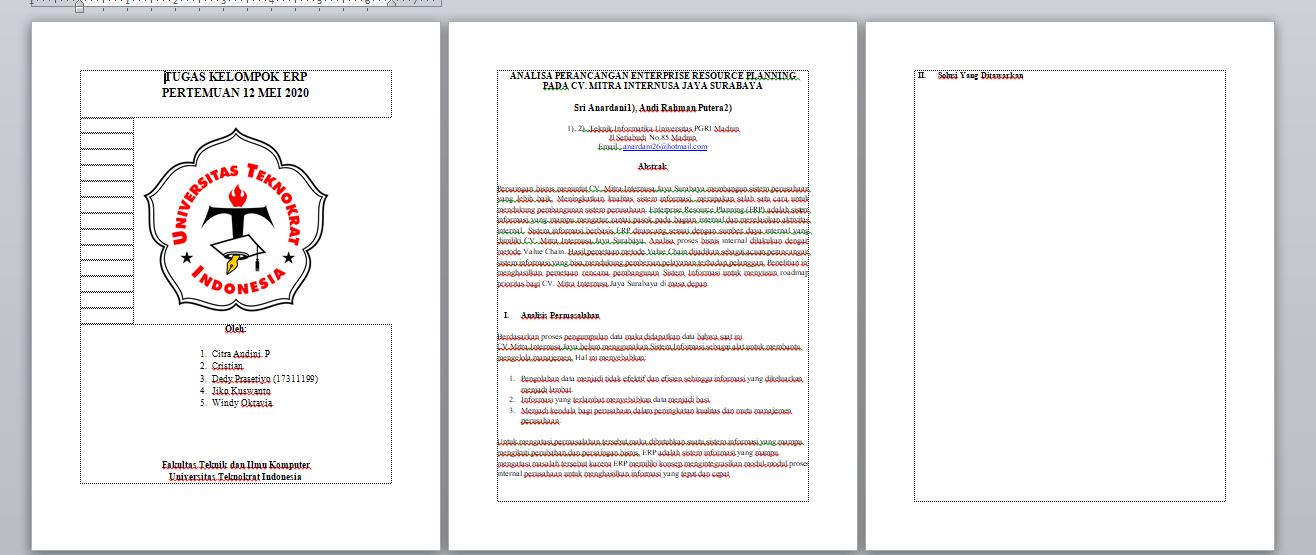 TUGAS KELOMPOK ERP
PERTEMUAN 12 MEI 2020
UNIVERSITAS TEKNOKRAT
INDONESIA
Oleh:
1. Citra Andini. P
2. Cristian
3. Dedy Prasetiyo (17311199)
4. Jiko Kuswanto
5. Windy Oktavia
Fakultas Teknik dan Ilmu Komputer
Universitas Teknokrat Indonesia
ANALISA PERANCANGAN ENTERPRISE RESOURCE PLANNING
PADA CV. MITRA INTERNUSA JAYA SURABAYA
Sri Anardani1), Andi Rahman Putera2)
1), 2), Teknik Informatika Universitas PGRI Madiun
Jl Setiabudi No.85 Madiun
Email : anardani26@hotmail.com
Abstrak
Persaingan bisnis menuntut CV. Mitra Internusa Jaya Surabaya membangun sistem perusahaan
yang lebih baik. Meningkatkan kualitas sistem informasi, merupakan salah satu cara untuk
mendukung pembangunan sistem perusahaan. Enterprise Resource Planning (ERP) adalah sistem
informasi yang mampu mengatur rantai pasok pada bagian internal dan merelasikan aktivitas
internal. Sistem informasi berbasis ERP dirancang sesuai dengan sumber daya internal yang
dimiliki CV. Mitra Internusa Jaya Surabaya. Analisa proses bisnis internal dilakukan dengan
metode Value Chain. Hasil pemetaan metode Value Chain dijadikan sebagai acuan perancangan
sistem informasi yang bisa mendukung pemberian pelayanan terhadap pelanggan. Penelitian ini
menghasilkan pemetaan rencana pembangunan Sistem Informasi untuk menyusun roadmap
prioritas bagi CV. Mitra Internusa Jaya Surabaya di masa depan.
I. Analisis Permasalahan
Berdasarkan proses pengumpulan data maka didapatkan data bahwa saat ini
CV.Mitra Internusa Jaya belum menggunakan Sistem Informasi sebagai alat untuk membantu
mengelola manajemen. Hal ini menyebabkan:
1. Pengolahan data menjadi tidak efektif dan efisien sehingga informasi yang dikeluarkan
menjadi lambat.
2. Informasi yang terlambat menyebabkan data menjadi basi.
3. Menjadi kendala bagi perusahaan dalam peningkatan kualitas dan mutu manajemen
perusahaan.
Untuk mengatasi permasalahan tersebut maka dibutuhkan suatu sistem informasi yang mampu
mengikuti perubahan dan persaingan bisnis. ERP adalah sistem informasi yang mampu
mengatasi masalah tersebut karena ERP memiliki konsep mengintegrasikan modul-modul proses
internal perusahaan untuk menghasilkan informasi yang tepat dan cepat.
II. Solusi Yang Ditawarkan